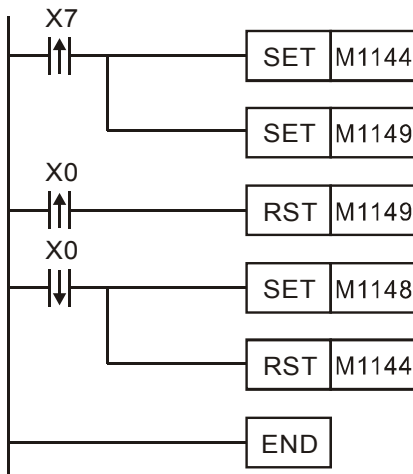 X7
SET M1144
SET M1149
X0
RST M1149
X0
SET M1148
RST M1144
END